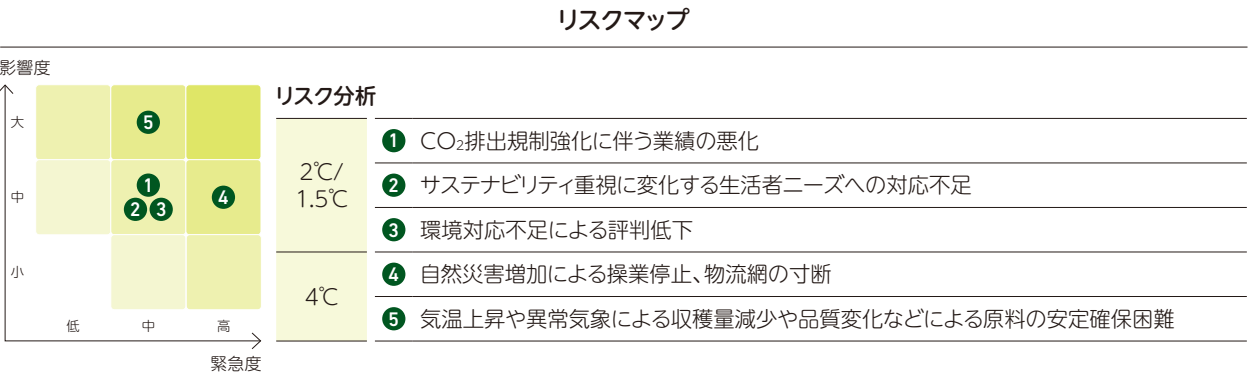 リスクマップ
影響度
大
中
小
5
1
2 3
4
低 中 高
緊急度
リスク分析
2℃/
1.5℃
1 CO₂排出規制強化に伴う業績の悪化
2 サステナビリティ重視に変化する生活者ニーズへの対応不足
3 環境対応不足による評判低下
4℃
4 自然災害増加による操業停止、物流網の寸断
5 気温上昇や異常気象による収穫量減少や品質変化などによる原料の安定確保困難